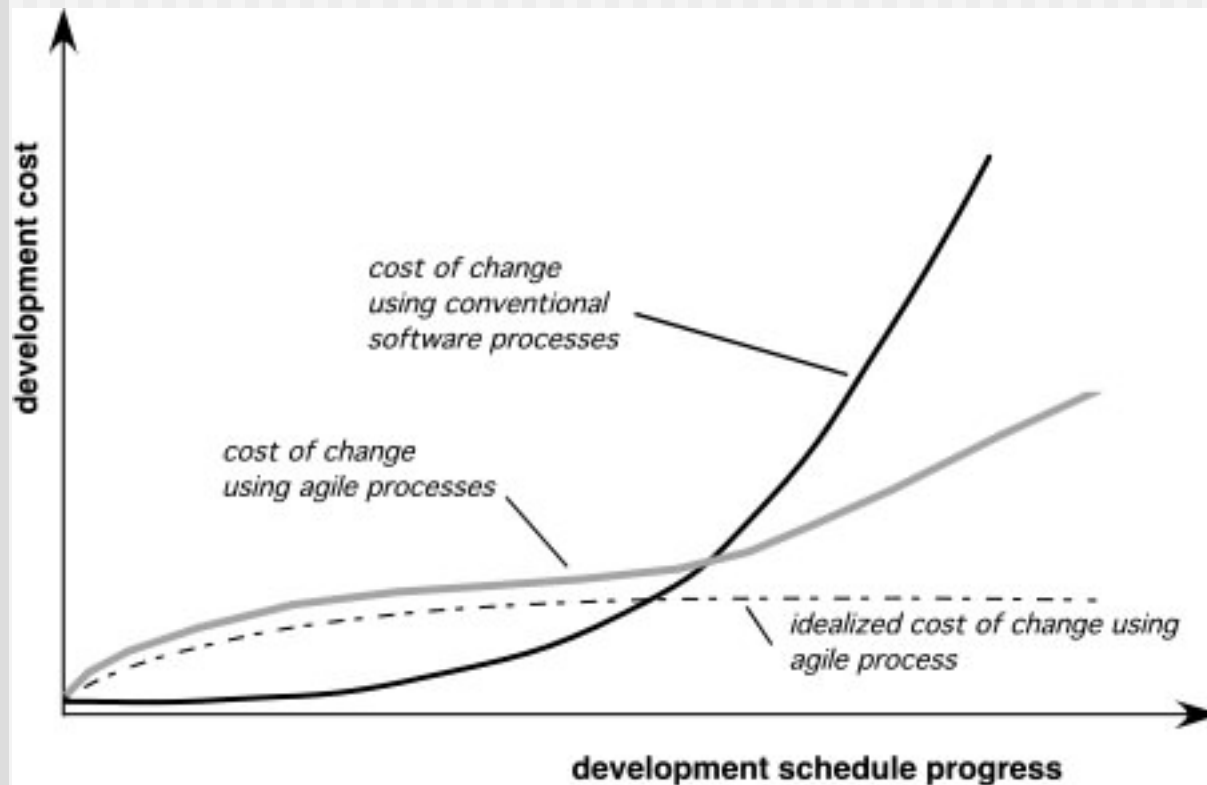 development cost
cost of change
using conventional
software processes
cost of change
using agile processes
idealized cost of change using
agile process
development schedule progress